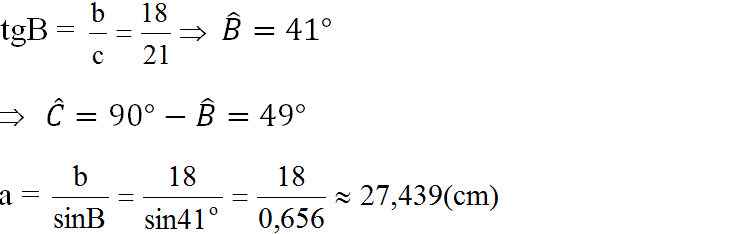 tgB = b/c = 18/21 ⇒ B̂ = 41°
⇒ Ĉ = 90° − B̂ = 49°
a = b/sinB = 18/sin41° = 18/0,656 ≈ 27,439(cm)